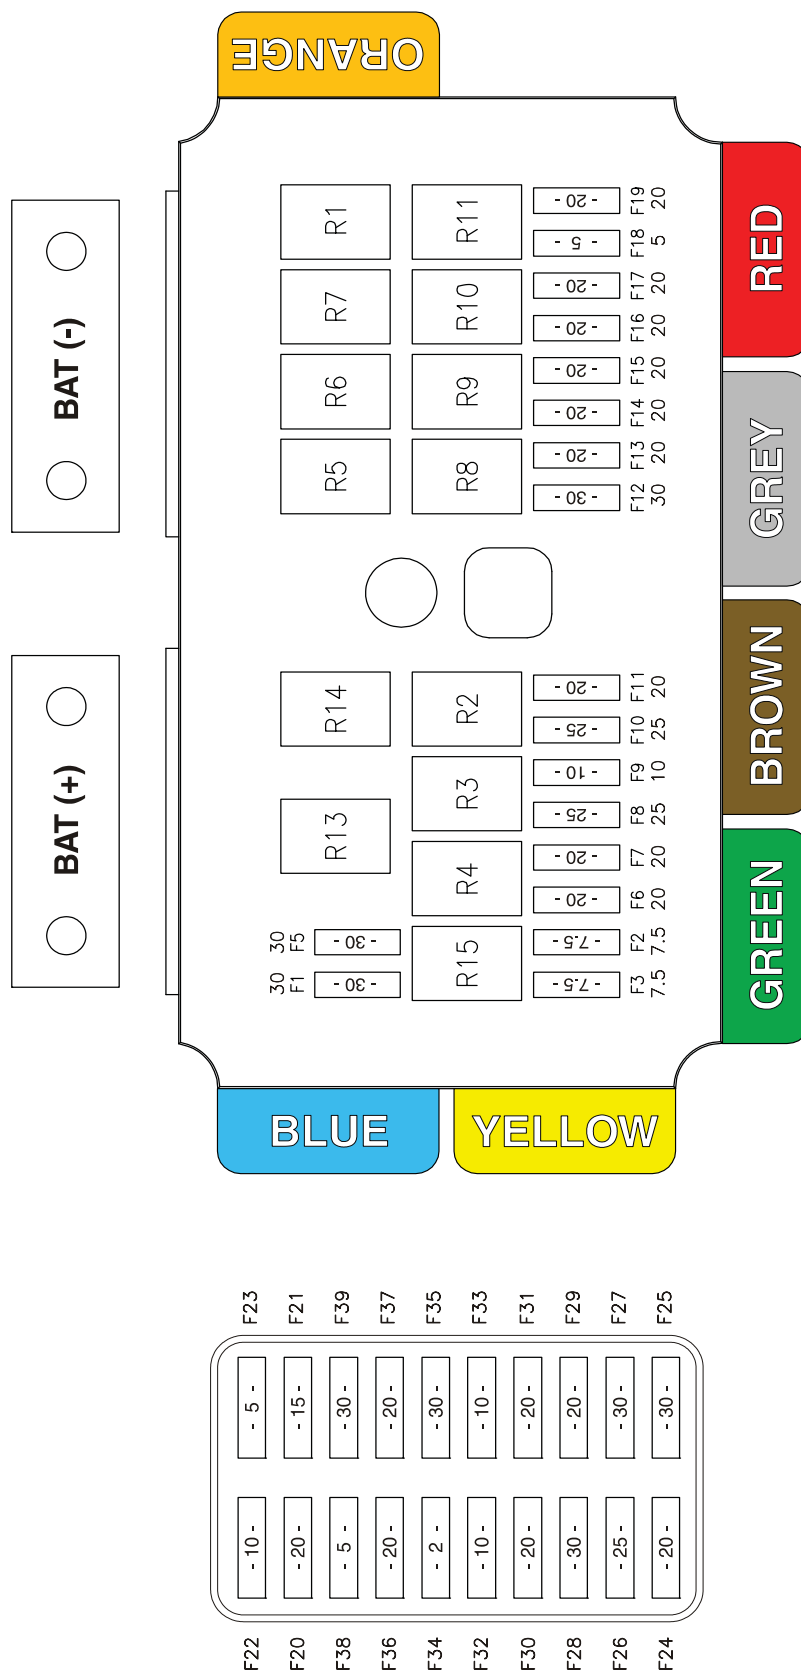 ORANGE
BAT (-)
R1
R11
- 20 -
F19
20
- 5 -
F18
5
R7
R10
- 20 -
F17
20
- 20 -
F16
20
R6
R9
- 20 -
F15
20
- 20 -
F14
20
R5
R8
- 20 -
F13
20
- 30 -
F12
30
RED
GREY
BAT (+)
R14
R2
- 20 -
F11
20
- 25 -
F10
25
R13
R3
- 10 -
F9
10
- 25 -
F8
25
R4
- 20 -
F7
20
- 20 -
F6
20
30
F5
- 30 -
R15
- 7.5 -
F2
7.5
30
F1
- 30 -
- 7.5 -
F3
7.5
BROWN
GREEN
BLUE
YELLOW
F23
F21
F39
F37
F35
F33
F31
F29
F27
F25
- 5 -
- 15 -
- 30 -
- 20 -
- 30 -
- 10 -
- 20 -
- 20 -
- 30 -
- 30 -
- 10 -
- 20 -
- 5 -
- 20 -
- 2 -
- 10 -
- 20 -
- 30 -
- 25 -
- 20 -
F22
F20
F38
F36
F34
F32
F30
F28
F26
F24